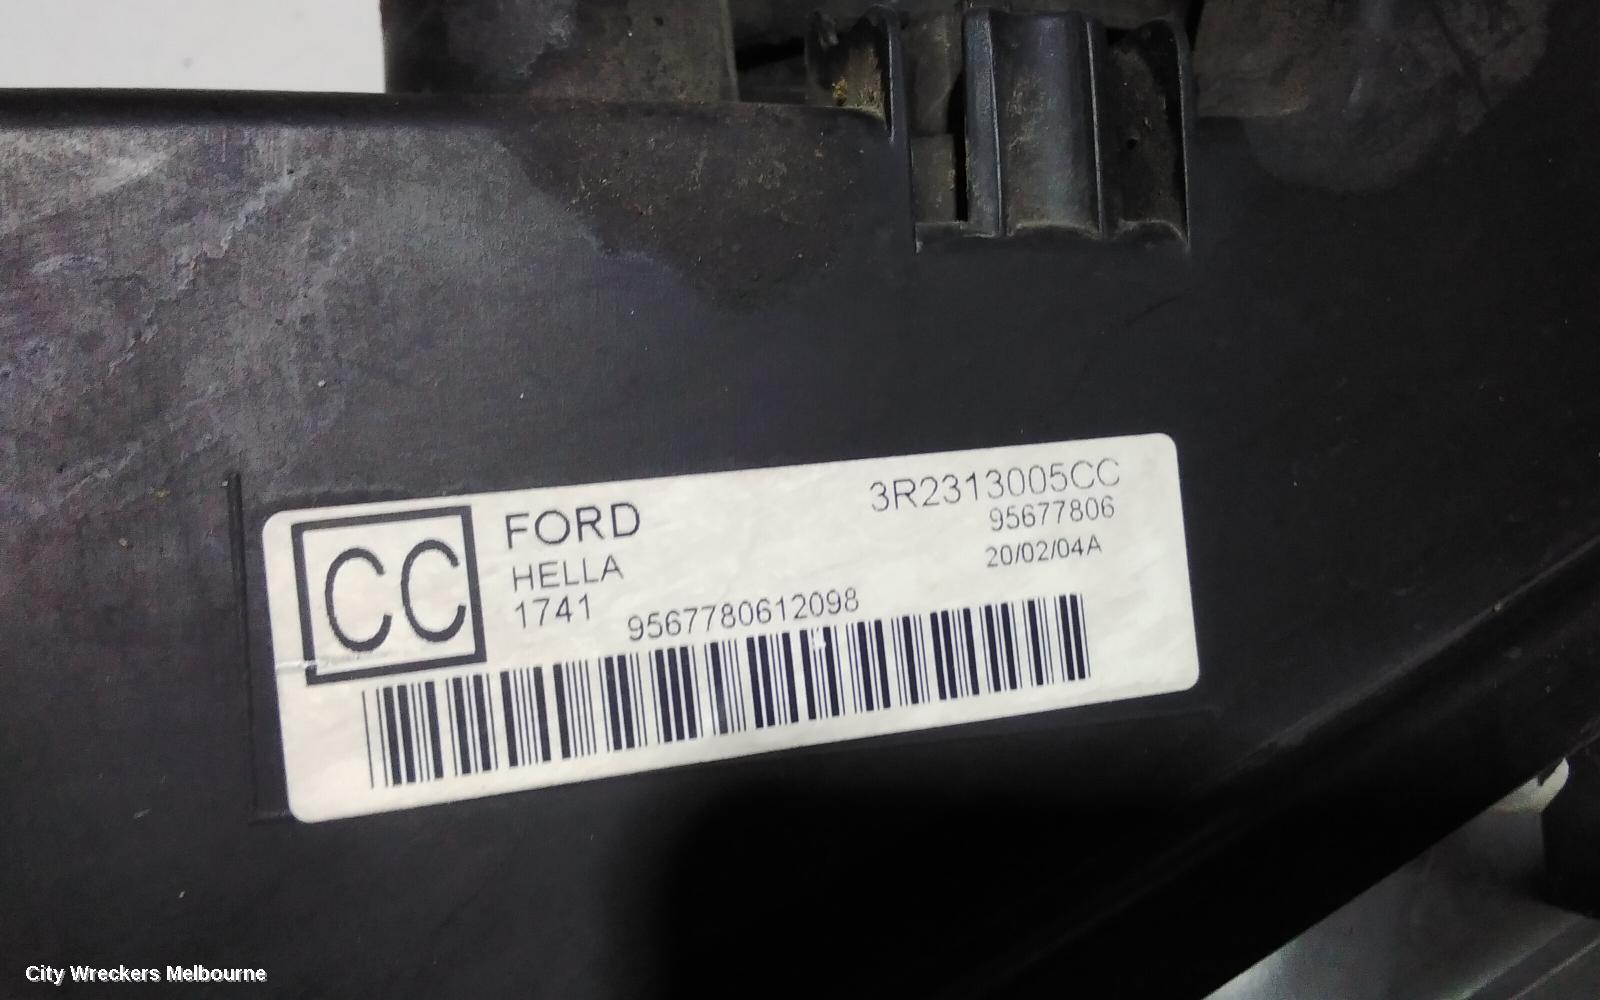 CC
FORD
HELLA
1741
3R2313005CC
95677806
20/02/04A
9567780612098
City Wreckers Melbourne